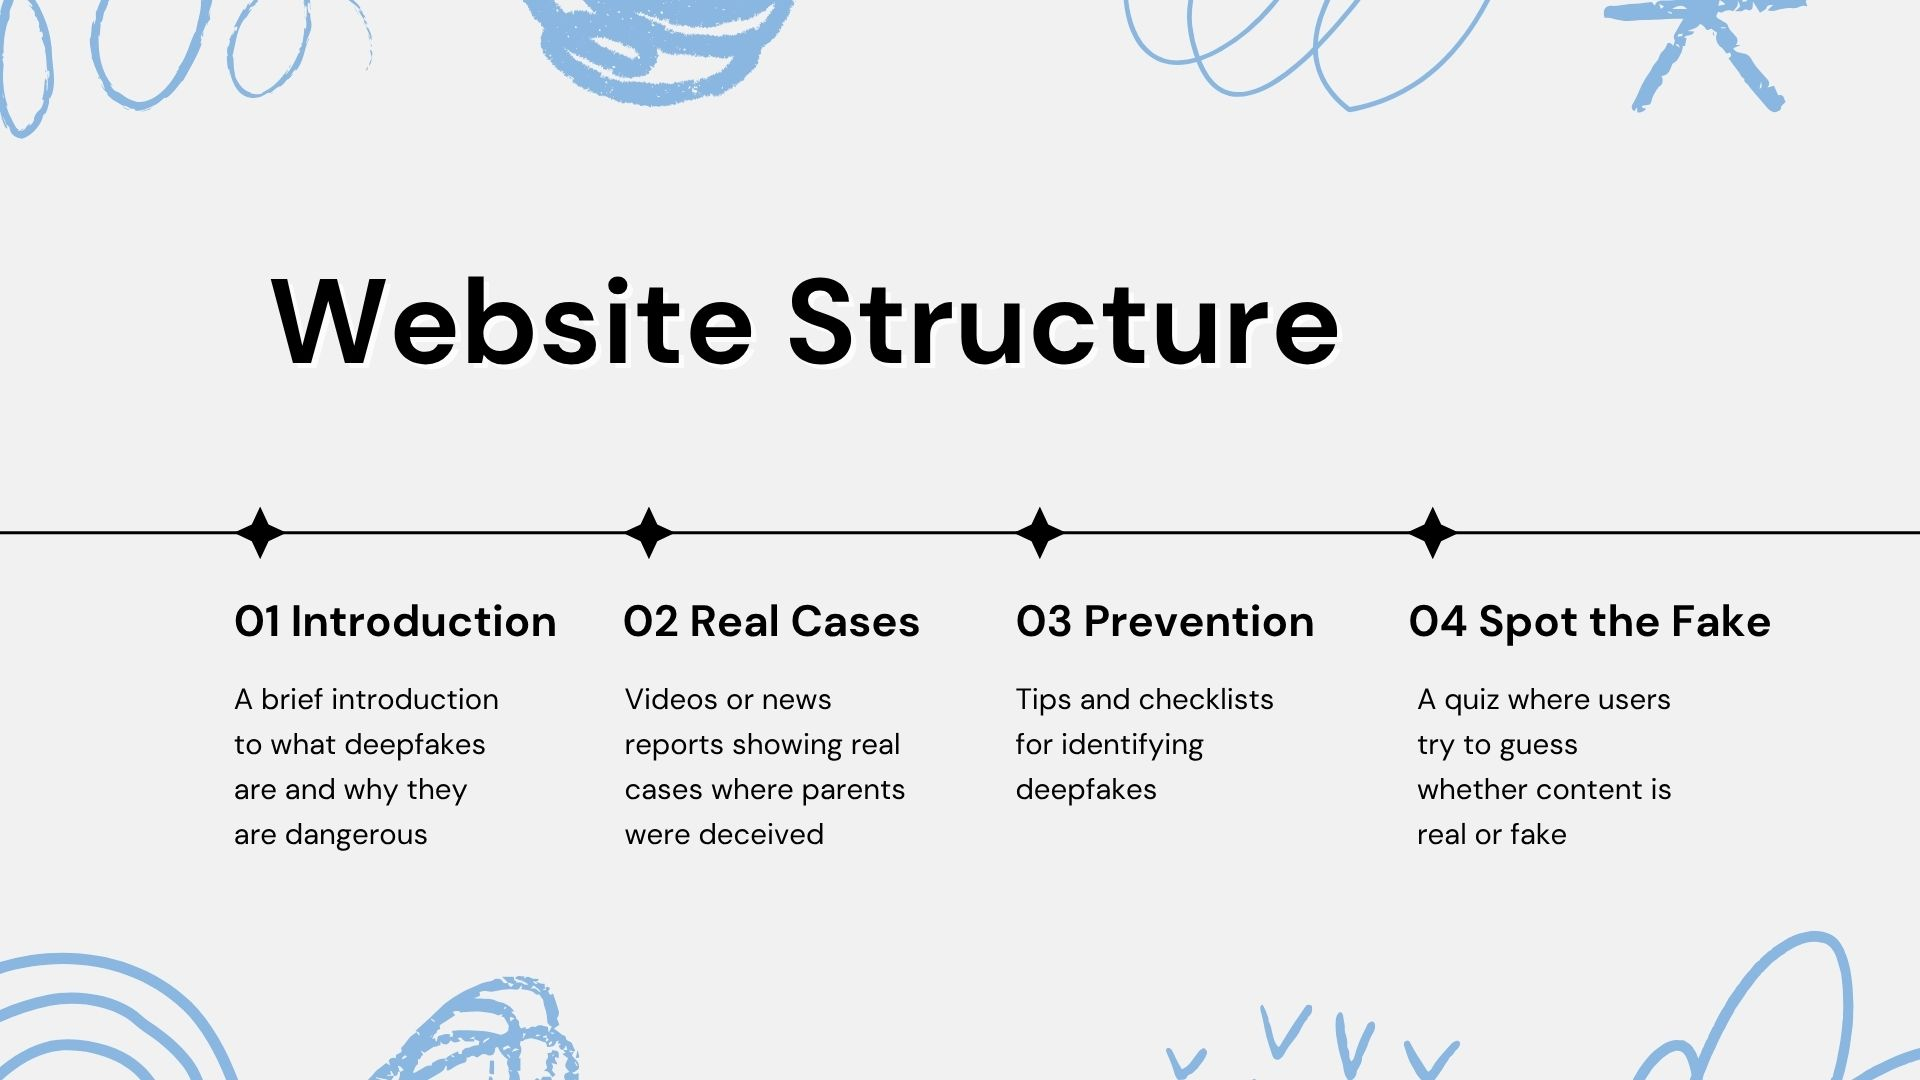 Website Structure
01 Introduction
A brief introduction
to what deepfakes
are and why they
are dangerous
02 Real Cases
Videos or news
reports showing real
cases where parents
were deceived
03 Prevention
Tips and checklists
for identifying
deepfakes
04 Spot the Fake
A quiz where users
try to guess
whether content is
real or fake